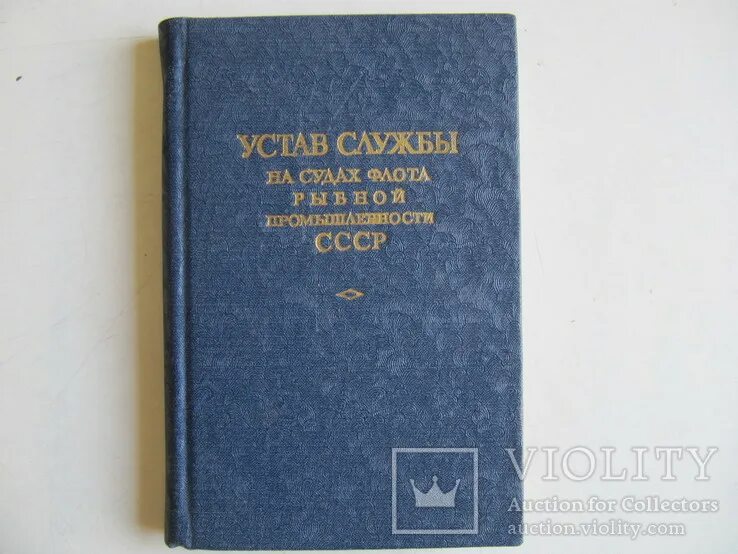 УСТАВ СЛУЖБЫ
НА СУДАХ ФЛОТА
РЫБНОЙ
ПРОМЫШЛЕННОСТИ
СССР
VIOLITY
Auction for Collectors
auction.violity.com